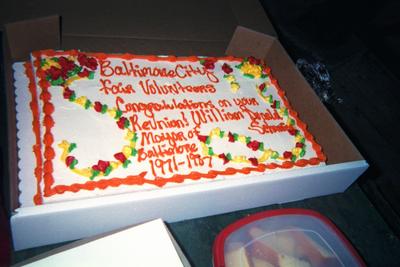 Baltimore City
Fair Volunteers
Congratulations on your
Reunion! William Donald
Mayor of Schaefer
Baltimore
1971-1987